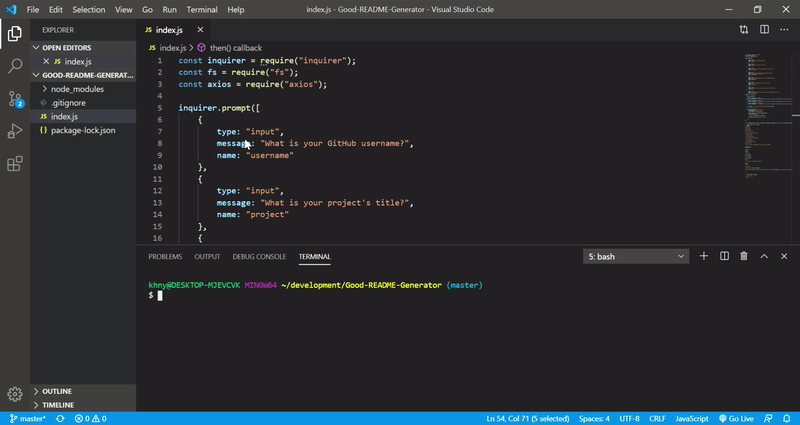 File Edit Selection View Go Run Terminal Help
index.js - Good-README-Generator - Visual Studio Code
EXPLORER
OPEN EDITORS
index.js
GOOD-README-GENERAT...
node_modules
.gitignore
index.js
package-lock.json
OUTLINE
TIMELINE
index.js
index.js > then() callback
1 const inquirer = require("inquirer");
2 const fs = require("fs");
3 const axios = require("axios");
4
5 inquirer.prompt([
6 {
7 type: "input",
8 message: "What is your GitHub username?",
9 name: "username"
10 },
11 {
12 type: "input",
13 message: "What is your project's title?",
14 name: "project"
15 },
16 {
PROBLEMS OUTPUT DEBUG CONSOLE TERMINAL
5: bash
khny@DESKTOP-MJEVCVK MINGW64 ~/development/Good-README-Generator (master)
$
2
master* 0 0
Ln 54, Col 71 (5 selected) Spaces: 4 UTF-8 CRLF JavaScript Go Live